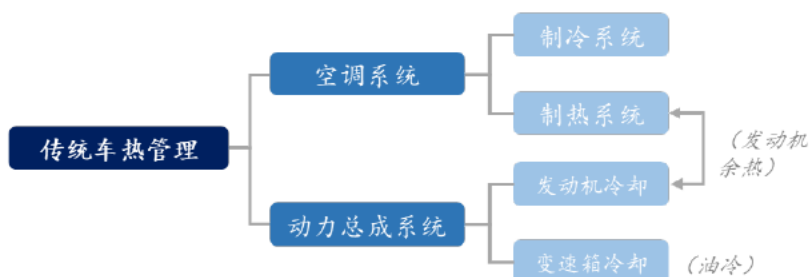 制冷系统
空调系统
制热系统
传统车热管理
（发动机
余热）
发动机冷却
动力总成系统
变速箱冷却
（油冷）